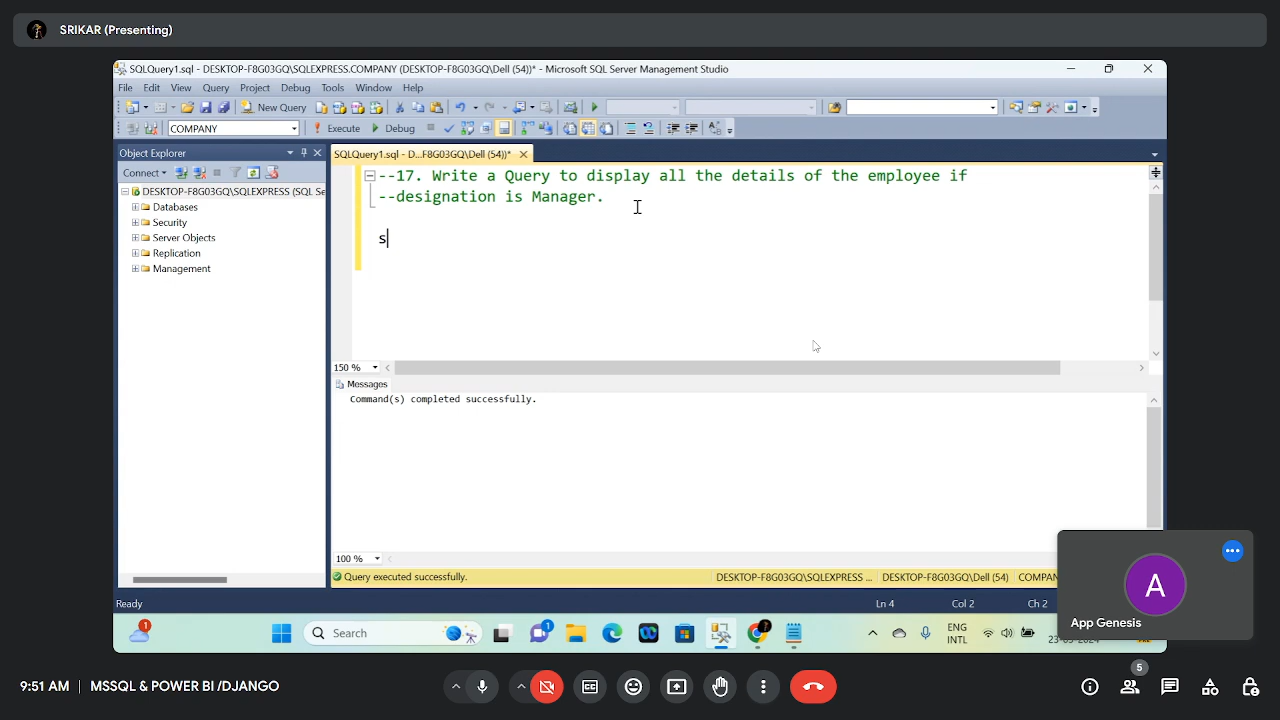 SRIKAR (Presenting)
SQLQuery1.sql - DESKTOP-F8G03GQ\SQLEXPRESS.COMPANY (DESKTOP-F8G03GQ\Dell (54))* - Microsoft SQL Server Management Studio
File Edit View Query Project Debug Tools Window Help
New Query
COMPANY Execute Debug
Object Explorer
SQLQuery1.sql - D...F8G03GQ\Dell (54))*
Connect
DESKTOP-F8G03GQ\SQLEXPRESS (SQL Se
Databases
Security
Server Objects
Replication
Management
--17. Write a Query to display all the details of the employee if
--designation is Manager.
s
150 %
Messages
Command(s) completed successfully.
100 %
Query executed successfully. DESKTOP-F8G03GQ\SQLEXPRESS ... DESKTOP-F8G03GQ\Dell (54) COMPAN
Ready Ln 4 Col 2 Ch 2
A
App Genesis
1
Search
1
7
ENG
INTL
5
9:51 AM | MSSQL & POWER BI /DJANGO